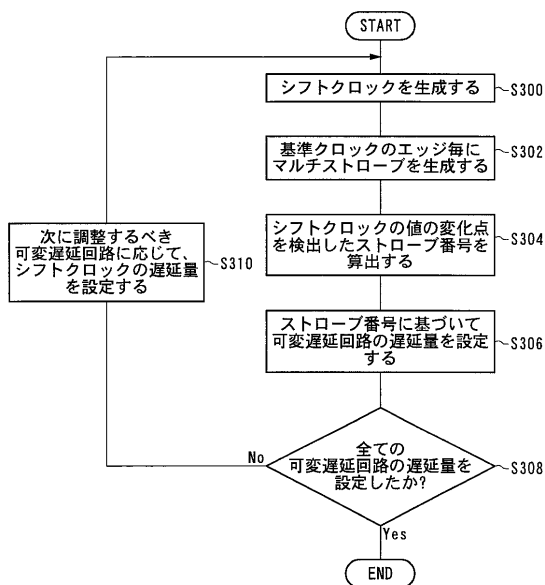 START
シフトクロックを生成する
S300
基準クロックのエッジ毎に
マルチストローブを生成する
S302
シフトクロックの値の変化点
を検出したストローブ番号を
算出する
S304
ストローブ番号に基づいて
可変遅延回路の遅延量を設定
する
S306
全ての
可変遅延回路の遅延量を
設定したか?
S308
No
次に調整するべき
可変遅延回路に応じて、
シフトクロックの遅延量
を設定する
S310
Yes
END